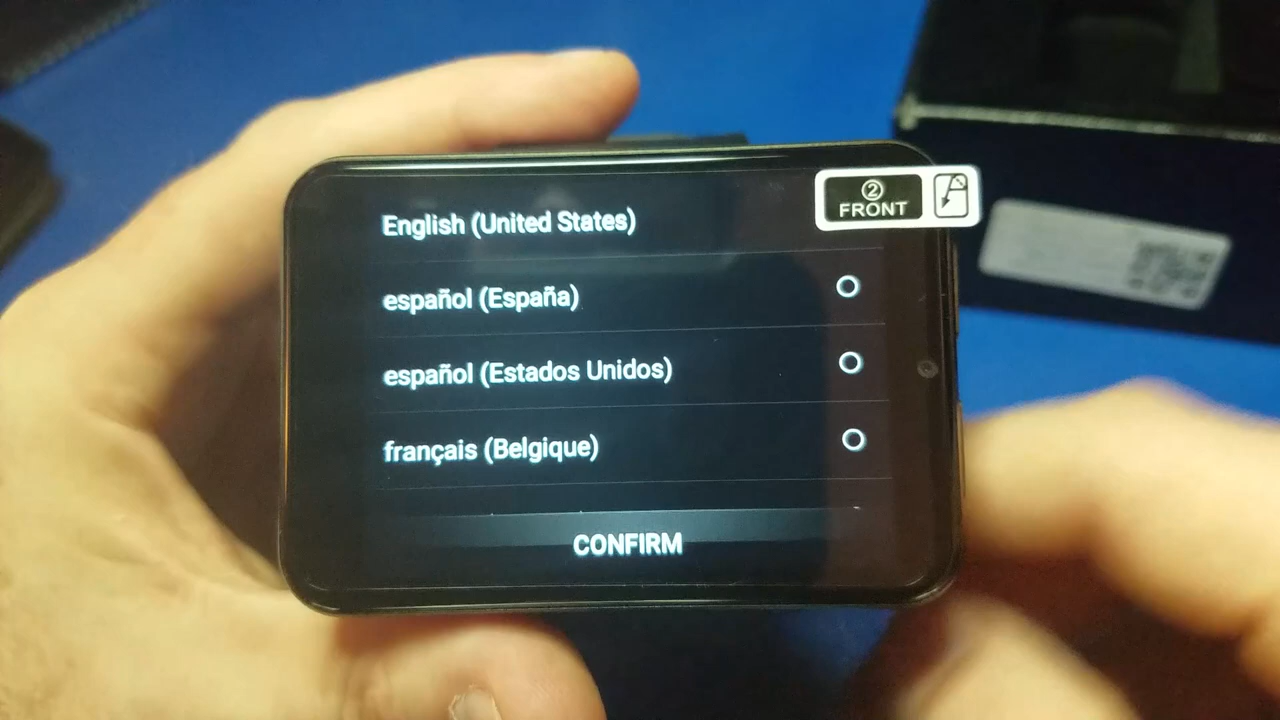 English (United States)
②
FRONT
español (España)
español (Estados Unidos)
français (Belgique)
CONFIRM